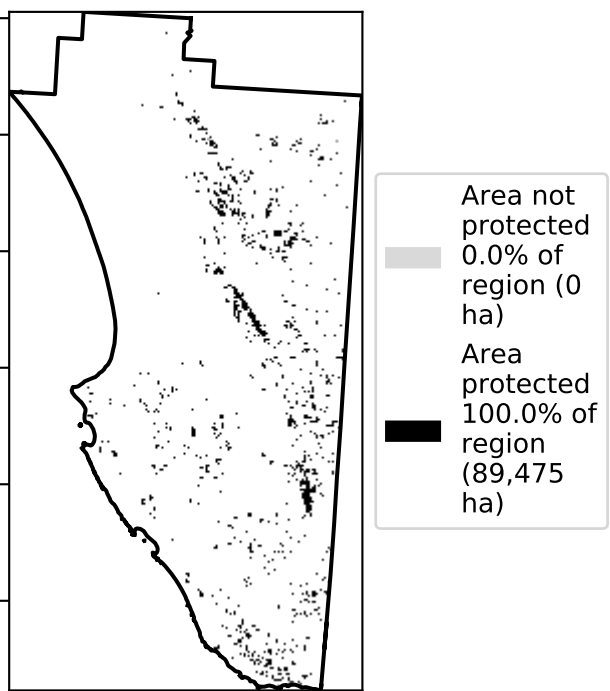 Area not
protected
0.0% of
region (0
ha)
Area
protected
100.0% of
region
(89,475
ha)